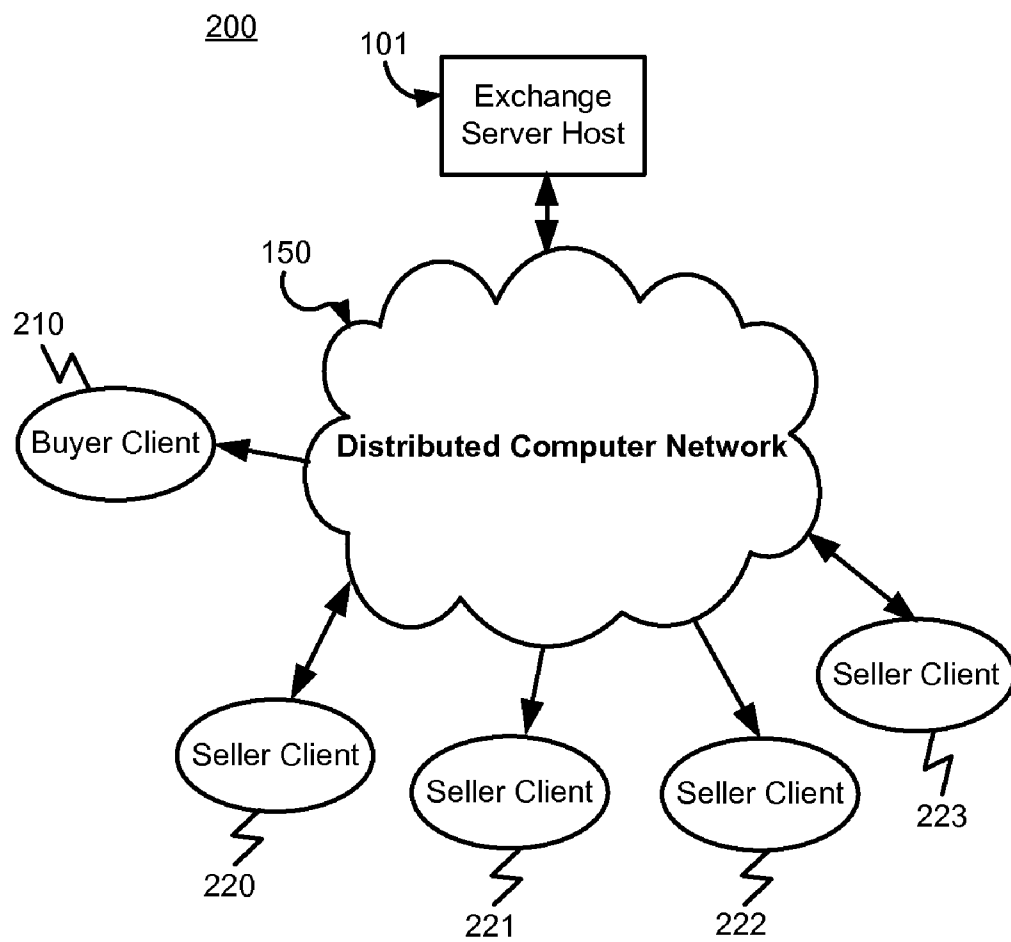 200
101
Exchange
Server Host
150
210
Buyer Client
Distributed Computer Network
Seller Client
Seller Client
Seller Client
Seller Client
223
220
221
222